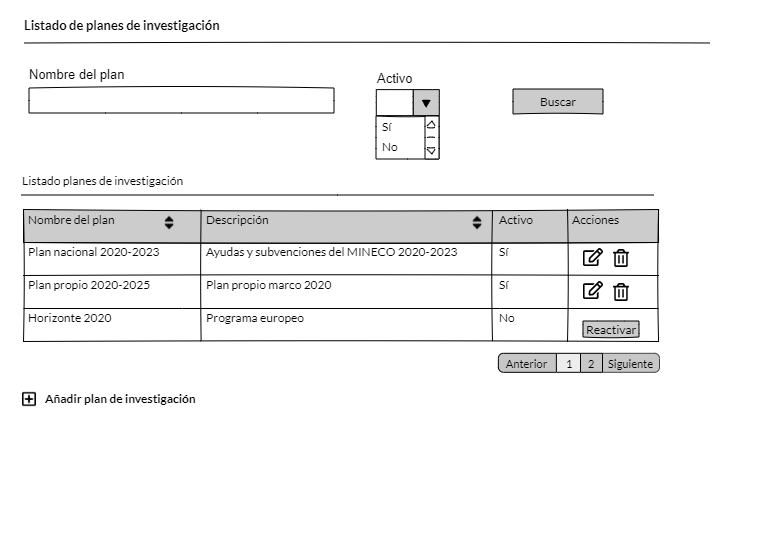 Listado de planes de investigación
Nombre del plan
Activo
Buscar
Sí
No
Listado planes de investigación
Nombre del plan Descripción Activo Acciones
Plan nacional 2020-2023 Ayudas y subvenciones del MINECO 2020-2023 Sí
Plan propio 2020-2025 Plan propio marco 2020 Sí
Horizonte 2020 Programa europeo No Reactivar
Anterior 1 2 Siguiente
Añadir plan de investigación